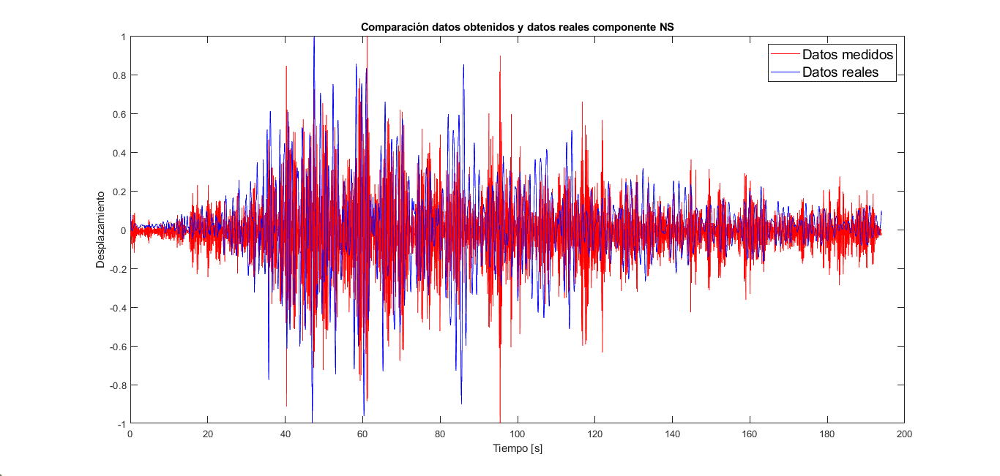 Comparación datos obtenidos y datos reales componente NS
Datos medidos
Datos reales
1
0.8
0.6
0.4
0.2
0
-0.2
-0.4
-0.6
-0.8
-1
Desplazamiento
0 20 40 60 80 100 120 140 160 180 200
Tiempo [s]